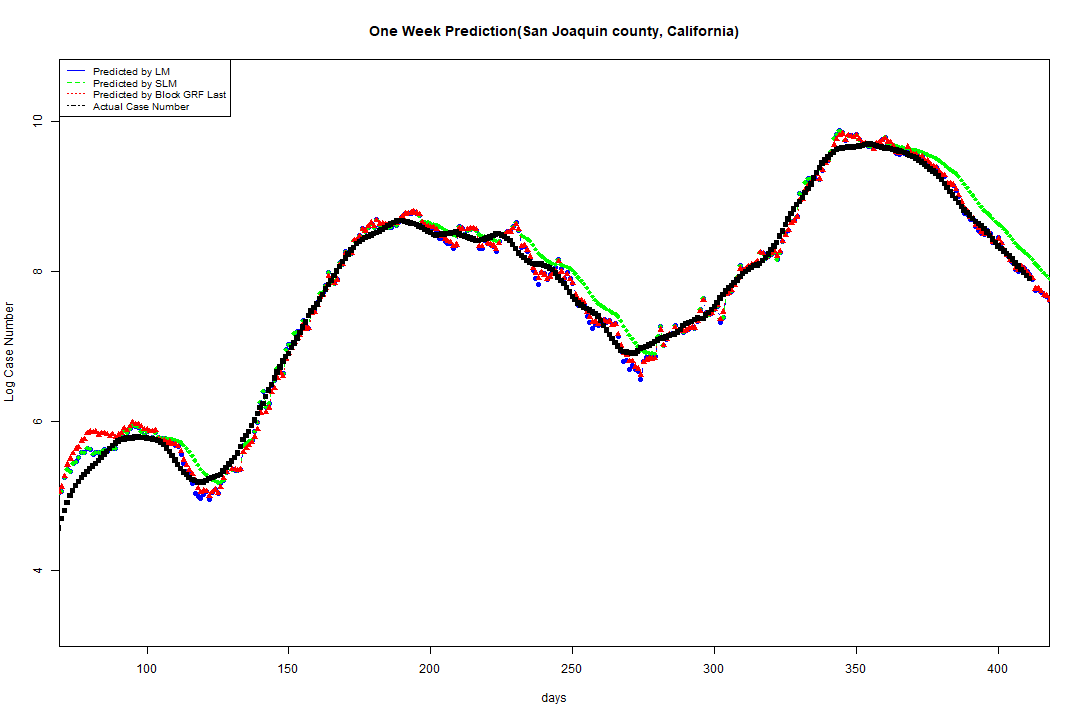 One Week Prediction(San Joaquin county, California)
Predicted by LM
Predicted by SLM
Predicted by Block GRF Last
Actual Case Number
10
8
6
4
Log Case Number
100 150 200 250 300 350 400
days